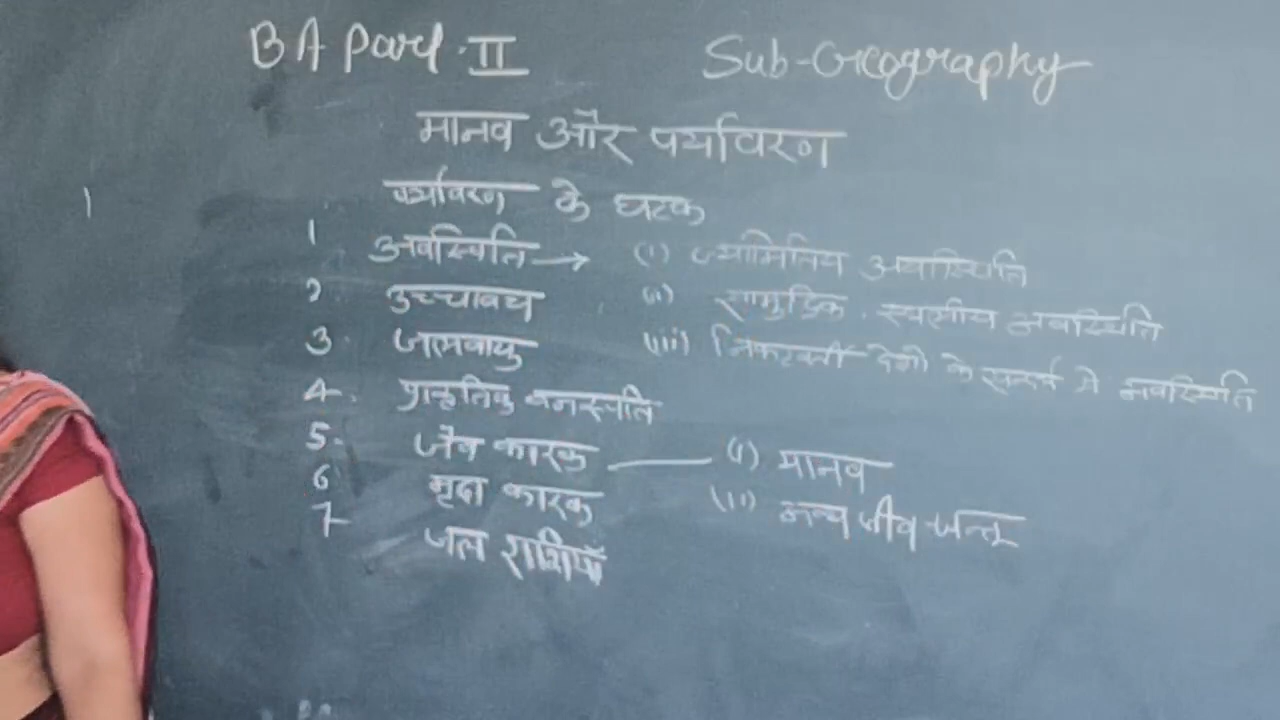 BA Part-II Sub-Geography
मानव और पर्यावरण
पर्यावरण के घटक
1 अवस्थिति → (i) ज्यामितिय अवास्थिति
2 उच्चावच (ii) सामुद्रिक स्थलीय अवस्थिति
3. जलवायु (iii) निकटवर्ती देशो के सन्दर्भ मे अवस्थिति
4. प्राकृतिक वनस्पति
5. जैव कारक — (i) मानव
6 मृदा कारक (ii) अन्य जीव-जन्तू
7 जल राशियाँ